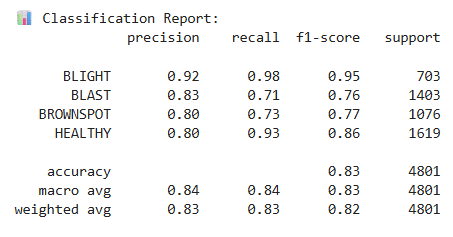 📊 Classification Report:
precision recall f1-score support
BLIGHT 0.92 0.98 0.95 703
BLAST 0.83 0.71 0.76 1403
BROWNSPOT 0.80 0.73 0.77 1076
HEALTHY 0.80 0.93 0.86 1619
accuracy 0.83 4801
macro avg 0.84 0.84 0.83 4801
weighted avg 0.83 0.83 0.82 4801